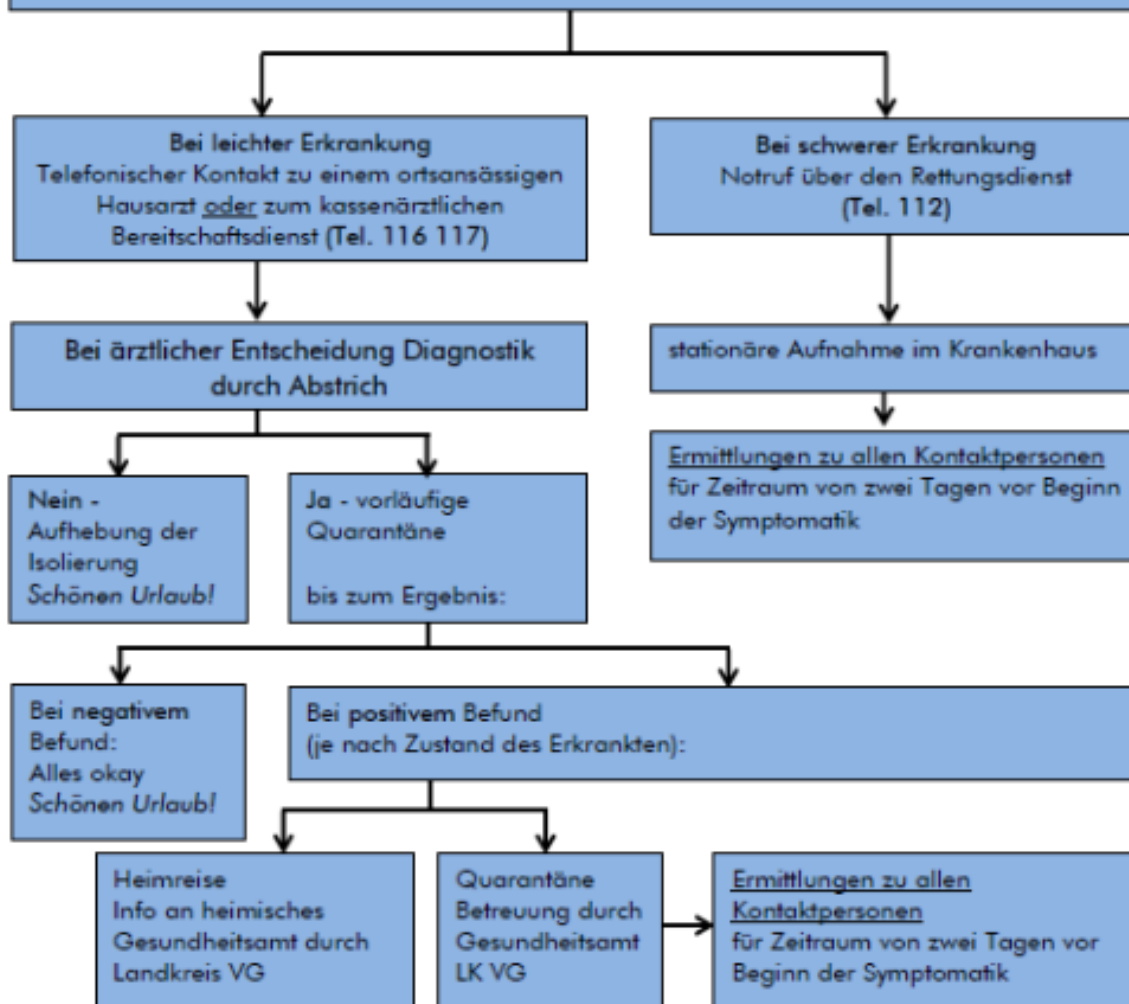 Bei leichter Erkrankung
Telefonischer Kontakt zu einem ortsansässigen
Hausarzt oder zum kassenärztlichen
Bereitschaftsdienst (Tel. 116 117)
Bei schwerer Erkrankung
Notruf über den Rettungsdienst
(Tel. 112)
Bei ärztlicher Entscheidung Diagnostik
durch Abstrich
stationäre Aufnahme im Krankenhaus
Nein -
Aufhebung der
Isolierung
Schönen Urlaub!
Ja - vorläufige
Quarantäne
bis zum Ergebnis:
Ermittlungen zu allen Kontaktpersonen
für Zeitraum von zwei Tagen vor Beginn
der Symptomatik
Bei negativem
Befund:
Alles okay
Schönen Urlaub!
Bei positivem Befund
(je nach Zustand des Erkrankten):
Heimreise
Info an heimisches
Gesundheitsamt durch
Landkreis VG
Quarantäne
Betreuung durch
Gesundheitsamt
LK VG
Ermittlungen zu allen
Kontaktpersonen
für Zeitraum von zwei Tagen vor
Beginn der Symptomatik